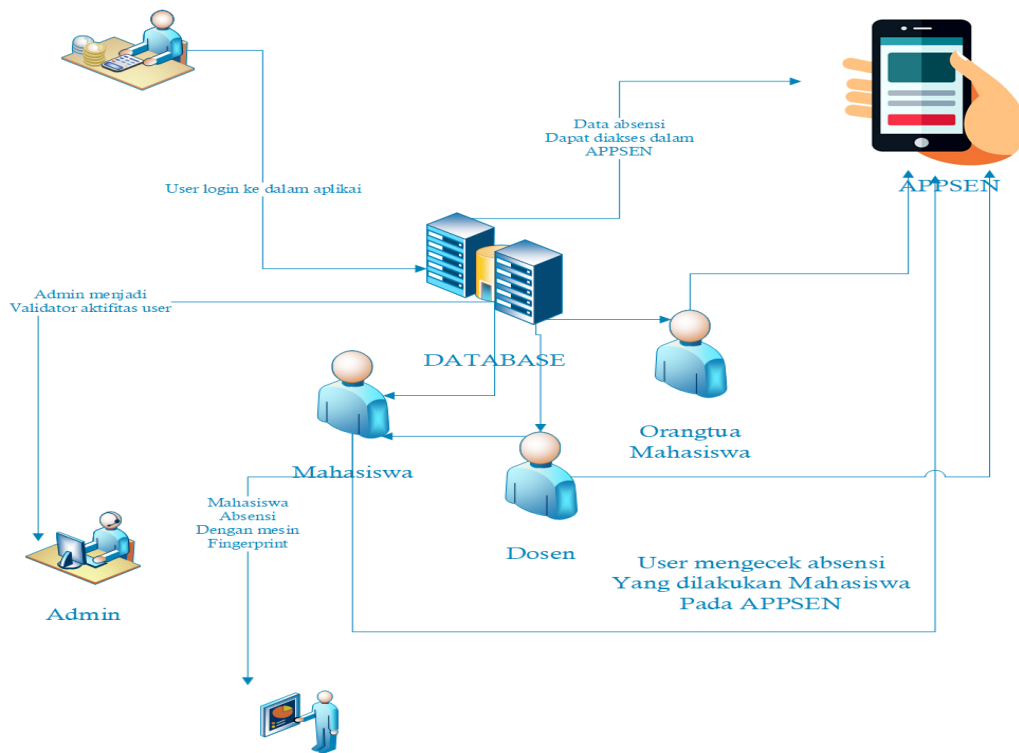 Data absensi
Dapat diakses dalam
APPSEN
APPSEN
User login ke dalam aplikai
Admin menjadi
Validator aktifitas user
DATABASE
Orangtua
Mahasiswa
Mahasiswa
Mahasiswa
Absensi
Dengan mesin
Fingerprint
Dosen
User mengecek absensi
Yang dilakukan Mahasiswa
Pada APPSEN
Admin